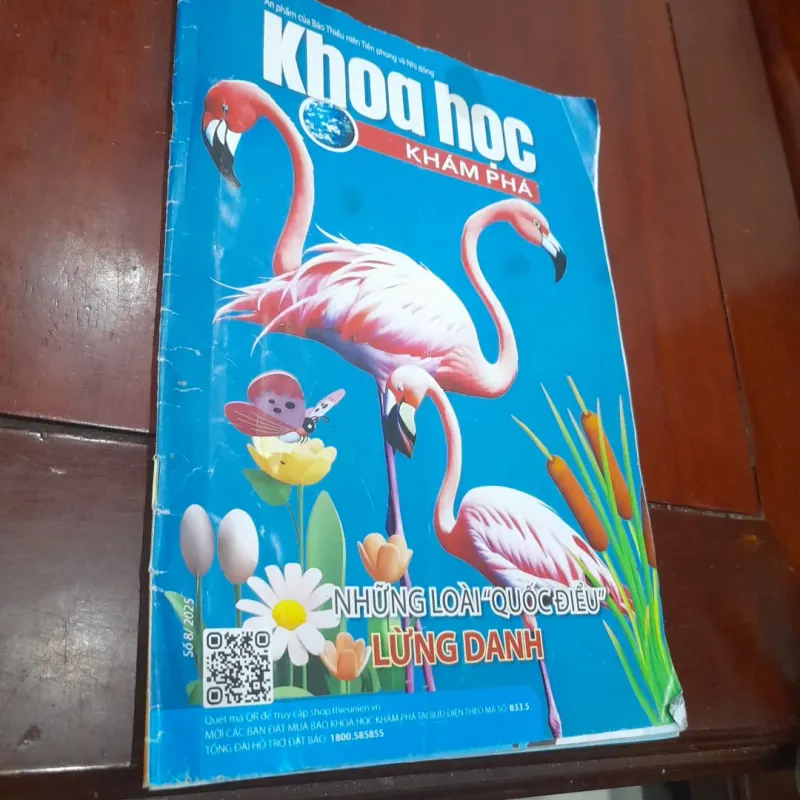 Ấn phẩm của Báo Thiếu niên Tiền phong và Nhi đồng
Khoa học
KHÁM PHÁ
NHỮNG LOÀI "QUỐC ĐIỂU"
LỪNG DANH
Số 8/2025
Quét mã QR để truy cập shop.thieunien.vn
MỜI CÁC BẠN ĐẶT MUA BÁO KHOA HỌC KHÁM PHÁ TẠI BƯU ĐIỆN THEO MÃ SỐ: B33.5
TỔNG ĐÀI HỖ TRỢ ĐẶT BÁO: 1800.585855